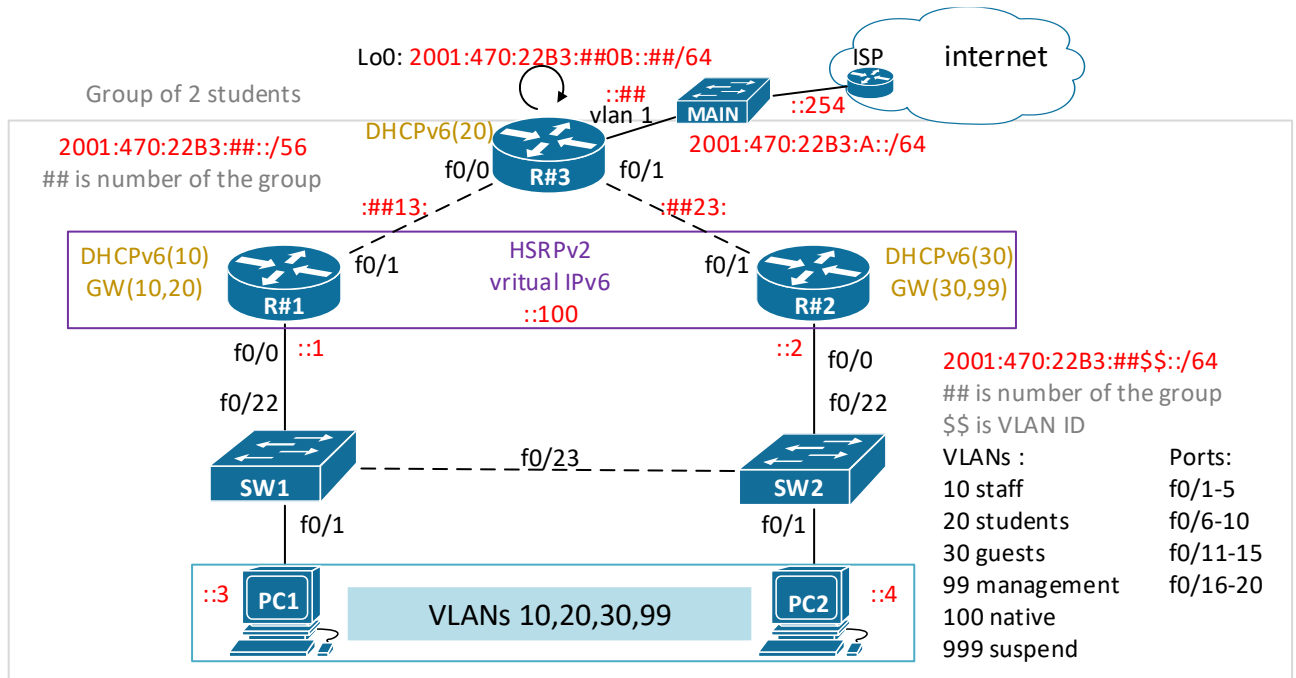 Lo0: 2001:470:22B3:##0B::##/64
ISP
internet
Group of 2 students
::##
vlan 1
MAIN
::254
DHCPv6(20)
2001:470:22B3:##::/56
2001:470:22B3:A::/64
## is number of the group
f0/0
R#3
f0/1
:##13:
:##23:
DHCPv6(10)
GW(10,20)
R#1
f0/1
HSRPv2
vritual IPv6
::100
f0/1
R#2
DHCPv6(30)
GW(30,99)
f0/0
::1
::2
f0/0
f0/22
f0/22
2001:470:22B3:##$$::/64
## is number of the group
$$ is VLAN ID
SW1
f0/23
SW2
VLANs :
Ports:
10 staff
f0/1-5
20 students
f0/6-10
30 guests
f0/11-15
99 management
f0/16-20
100 native
999 suspend
f0/1
f0/1
::3
PC1
VLANs 10,20,30,99
PC2
::4